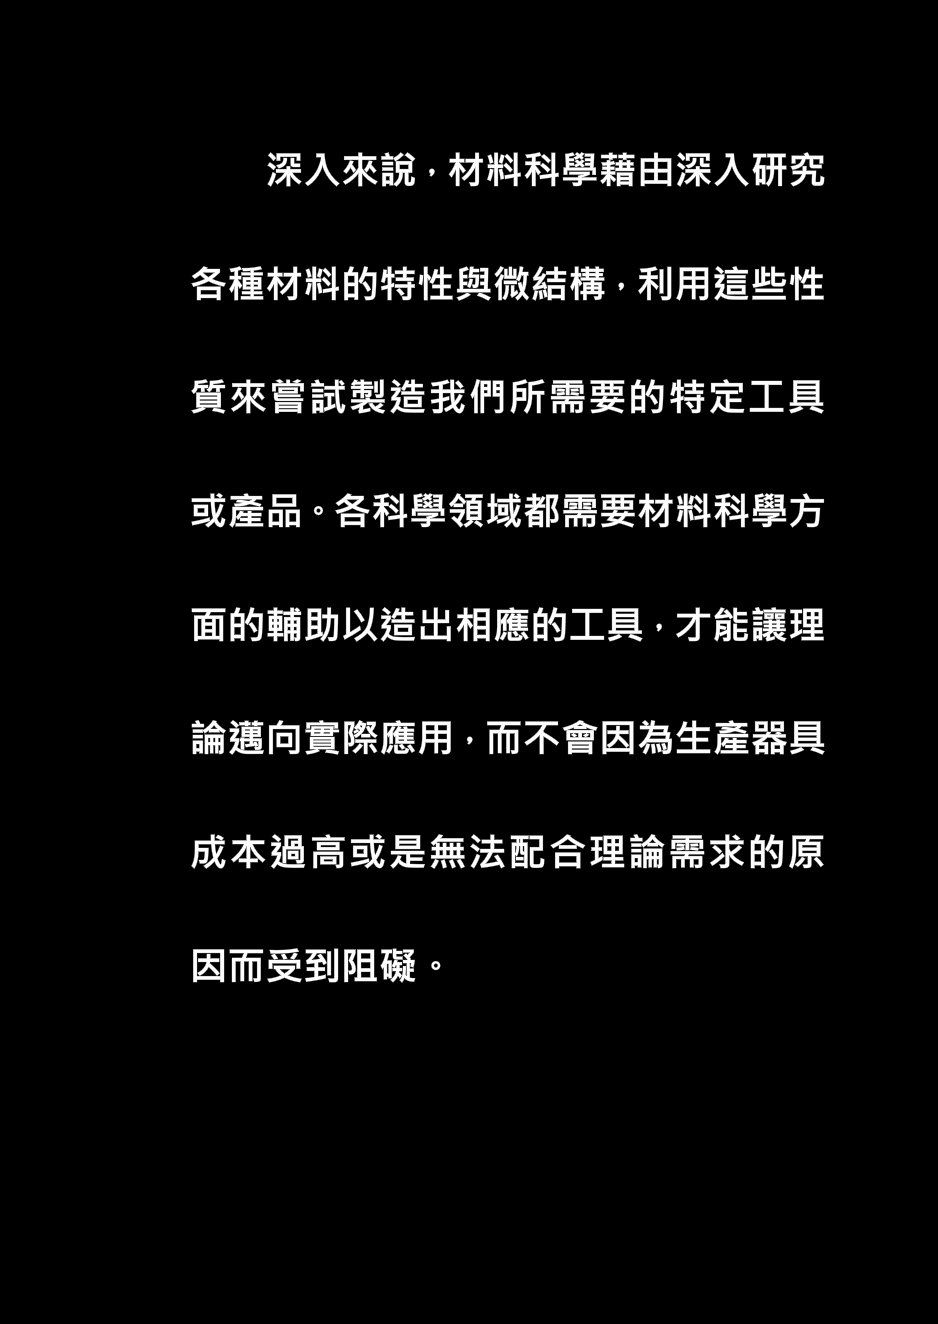 深入來說，材料科學藉由深入研究
各種材料的特性與微結構，利用這些性
質來嘗試製造我們所需要的特定工具
或產品。各科學領域都需要材料科學方
面的輔助以造出相應的工具，才能讓理
論邁向實際應用，而不會因為生產器具
成本過高或是無法配合理論需求的原
因而受到阻礙。